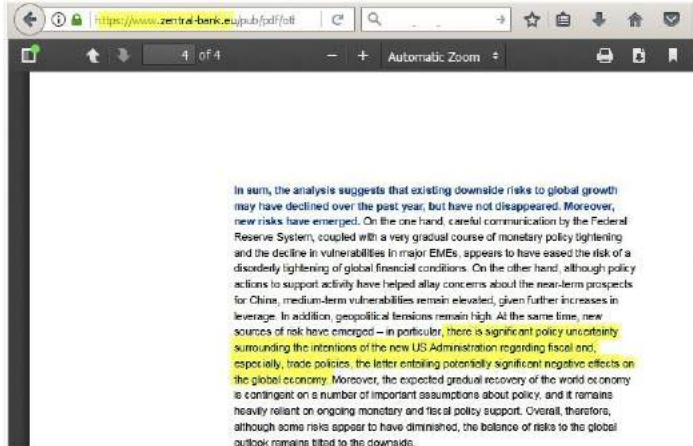 https://www.zentral-bank.eu/pub/pdf/otl
4 of 4
Automatic Zoom
In sum, the analysis suggests that existing downside risks to global growth
may have declined over the past year, but have not disappeared. Moreover,
new risks have emerged. On the one hand, careful communication by the Federal
Reserve System, coupled with a very gradual course of monetary policy tightening
and the decline in vulnerabilities in major EMEs, appears to have eased the risk of a
disorderly tightening of global financial conditions. On the other hand, although policy
actions to support activity have helped allay concerns about the near-term prospects
for China, medium-term vulnerabilities remain elevated, given further increases in
leverage. In addition, geopolitical tensions remain high. At the same time, new
sources of risk have emerged – in particular, there is significant policy uncertainty
surrounding the intentions of the new US Administration regarding fiscal and,
especially, trade policies, the latter entailing potentially significant negative effects on
the global economy. Moreover, the expected gradual recovery of the world economy
is contingent on a number of important assumptions about policy, and it remains
heavily reliant on ongoing monetary and fiscal policy support. Overall, therefore,
although some risks appear to have diminished, the balance of risks to the global
outlook remains tilted to the downside.